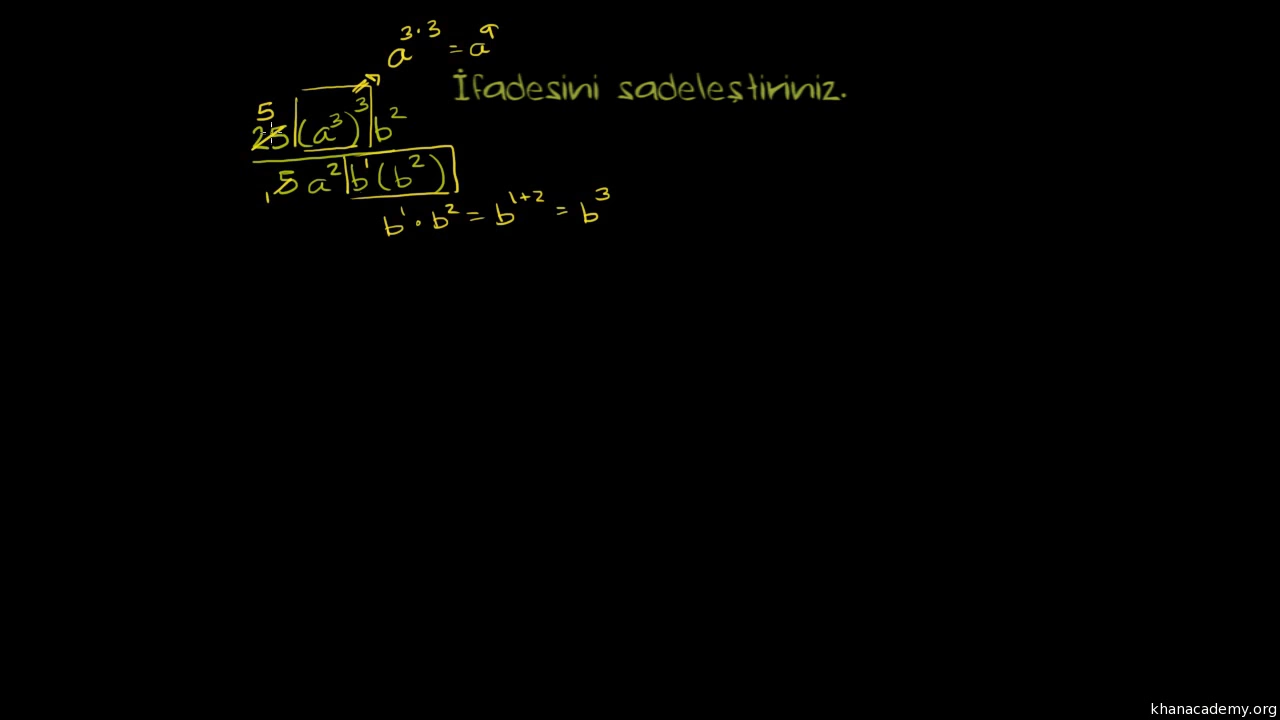 a^{3·3} = a^9
İfadesini sadeleştiriniz.
5
25 (a^3)^3 b^2
1 5 a^2 b^1 (b^2)
b^1 · b^2 = b^{1+2} = b^3
khanacademy.org